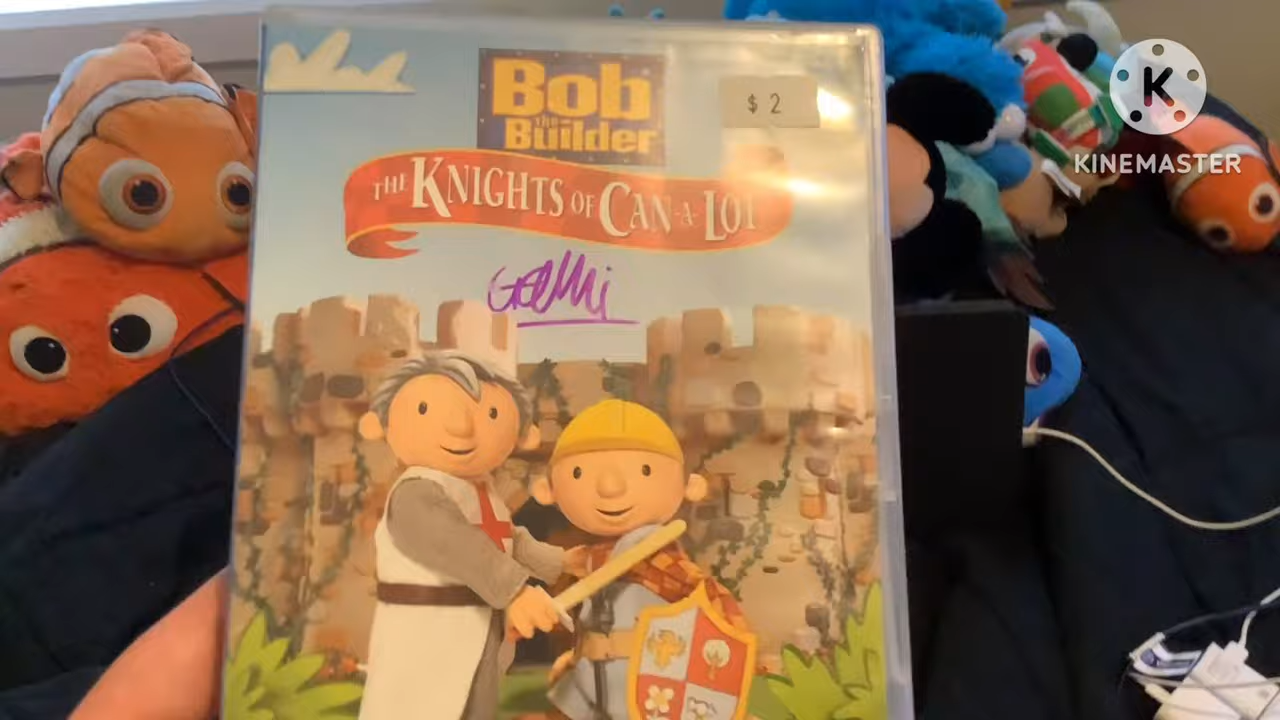 Bob
the
Builder
$ 2
THE KNIGHTS OF CAN-A-LOT
K
KINEMASTER